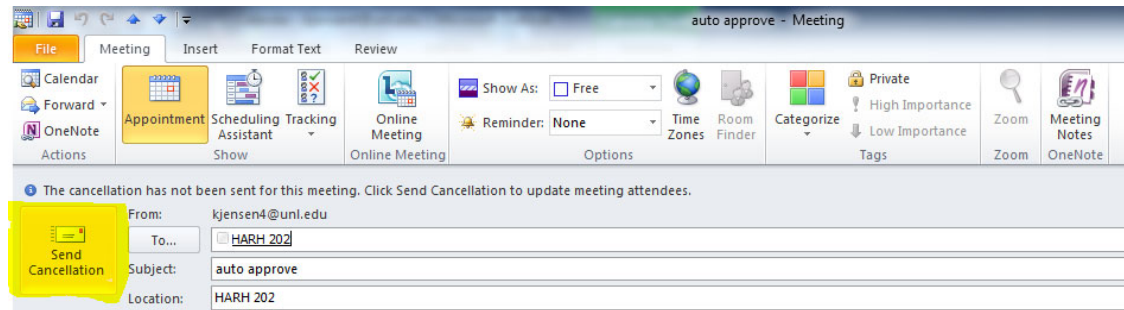 auto approve - Meeting
File Meeting Insert Format Text Review
Calendar
Forward
OneNote
Actions
Appointment Scheduling Assistant Tracking
Show
Online Meeting
Online Meeting
Show As: Free
Reminder: None
Time Zones Room Finder
Options
Categorize
Private
High Importance
Low Importance
Tags
Zoom
Zoom
Meeting Notes
OneNote
The cancellation has not been sent for this meeting. Click Send Cancellation to update meeting attendees.
Send Cancellation
From: kjensen4@unl.edu
To... HARH 202
Subject: auto approve
Location: HARH 202